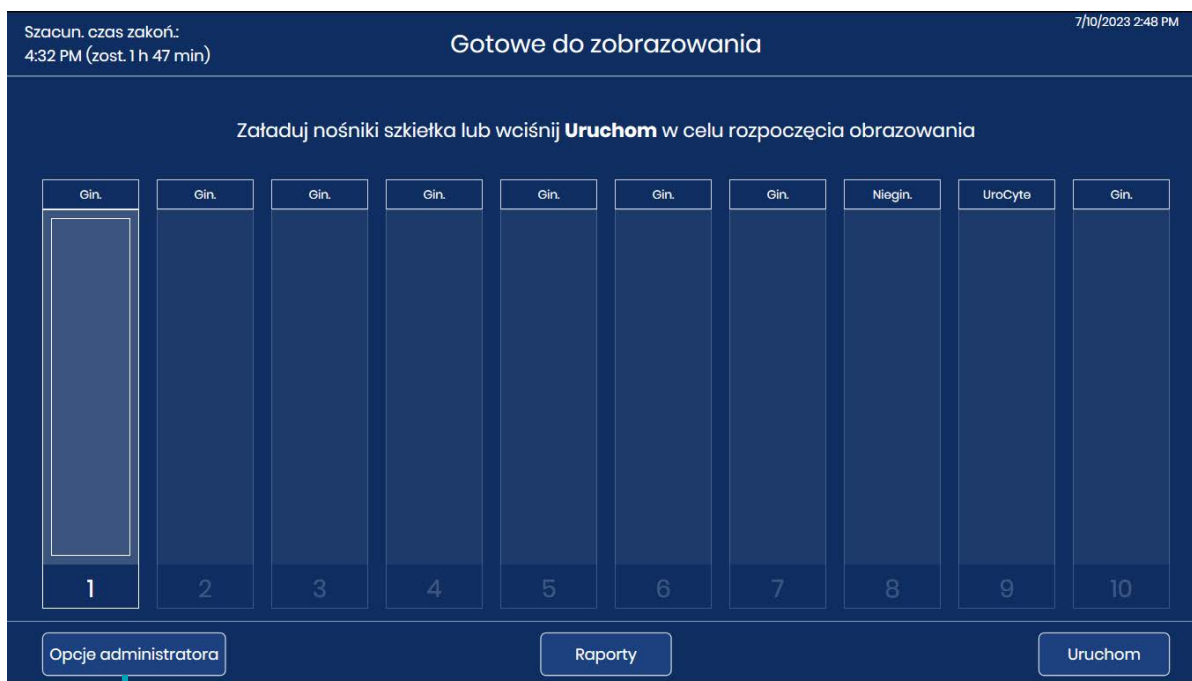 Szacun. czas zakoń.:
4:32 PM (zost. 1 h 47 min)
Gotowe do zobrazowania
7/10/2023 2:48 PM
Załaduj nośniki szkiełka lub wciśnij Uruchom w celu rozpoczęcia obrazowania
Gin. Gin. Gin. Gin. Gin. Gin. Gin. Niegin. UroCyte Gin.
1 2 3 4 5 6 7 8 9 10
Opcje administratora Raporty Uruchom